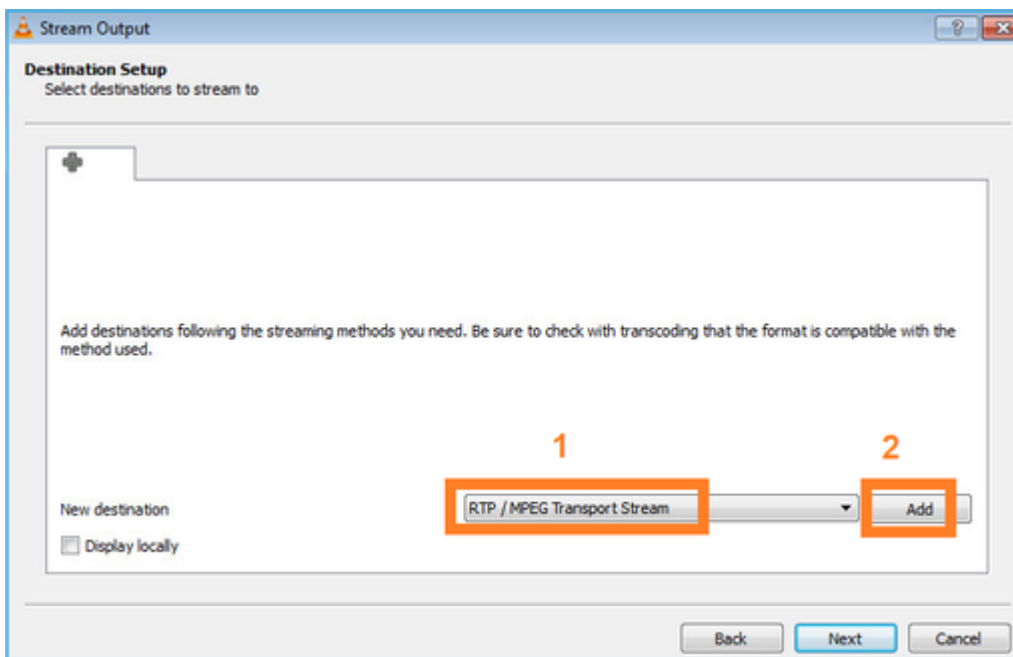 Stream Output
Destination Setup
Select destinations to stream to
Add destinations following the streaming methods you need. Be sure to check with transcoding that the format is compatible with the
method used.
1
2
New destination
RTP / MPEG Transport Stream
Add
Display locally
Back
Next
Cancel